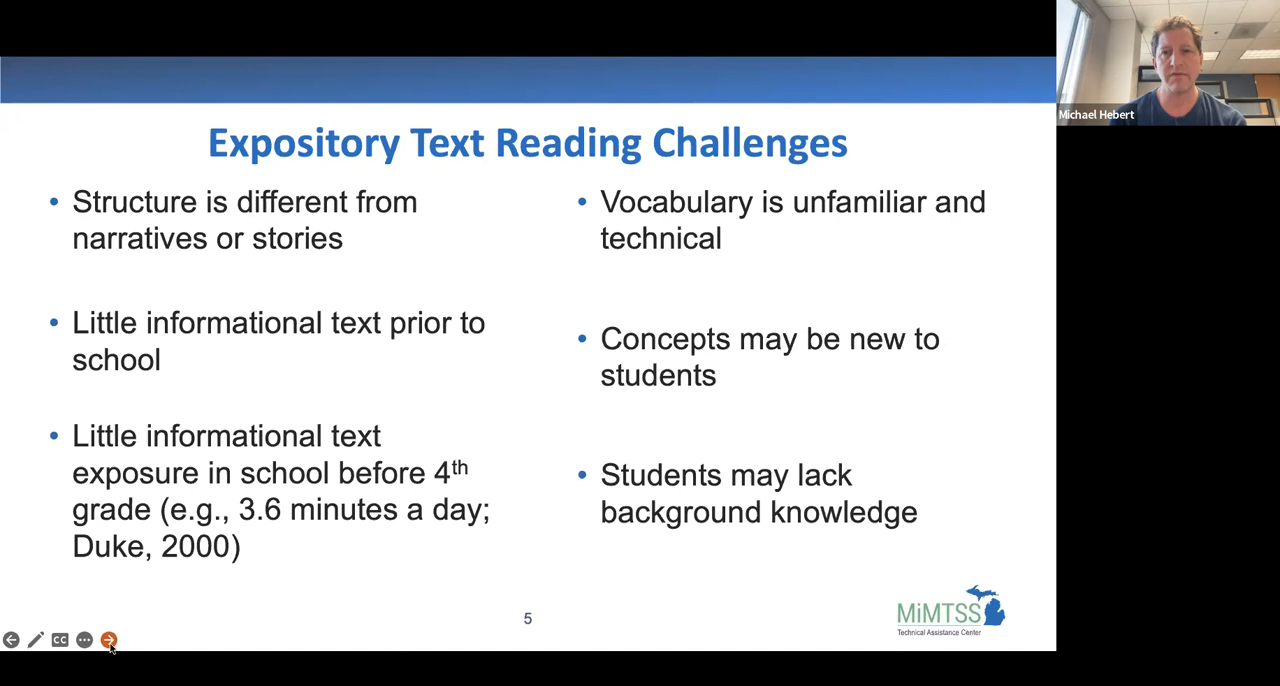 Michael Hebert
Expository Text Reading Challenges
• Structure is different from
narratives or stories
• Little informational text prior to
school
• Little informational text
exposure in school before 4th
grade (e.g., 3.6 minutes a day;
Duke, 2000)
• Vocabulary is unfamiliar and
technical
• Concepts may be new to
students
• Students may lack
background knowledge
5
MiMTSS
Technical Assistance Center
CC